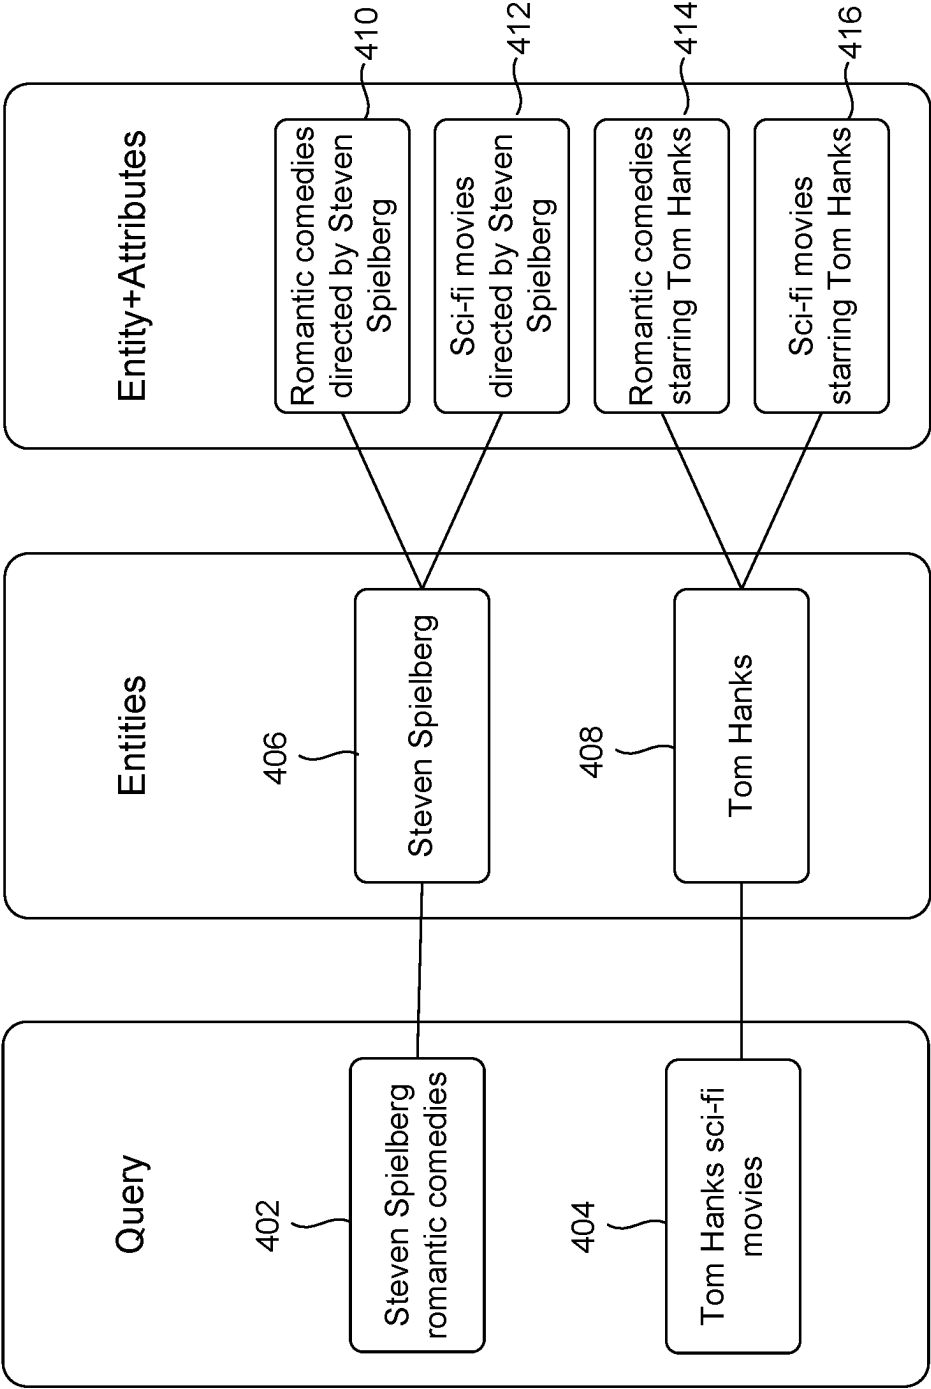 Query
402
Steven Spielberg
romantic comedies
404
Tom Hanks sci-fi
movies
Entities
406
Steven Spielberg
408
Tom Hanks
Entity+Attributes
Romantic comedies
directed by Steven
Spielberg
410
Sci-fi movies
directed by Steven
Spielberg
412
Romantic comedies
starring Tom Hanks
414
Sci-fi movies
starring Tom Hanks
416